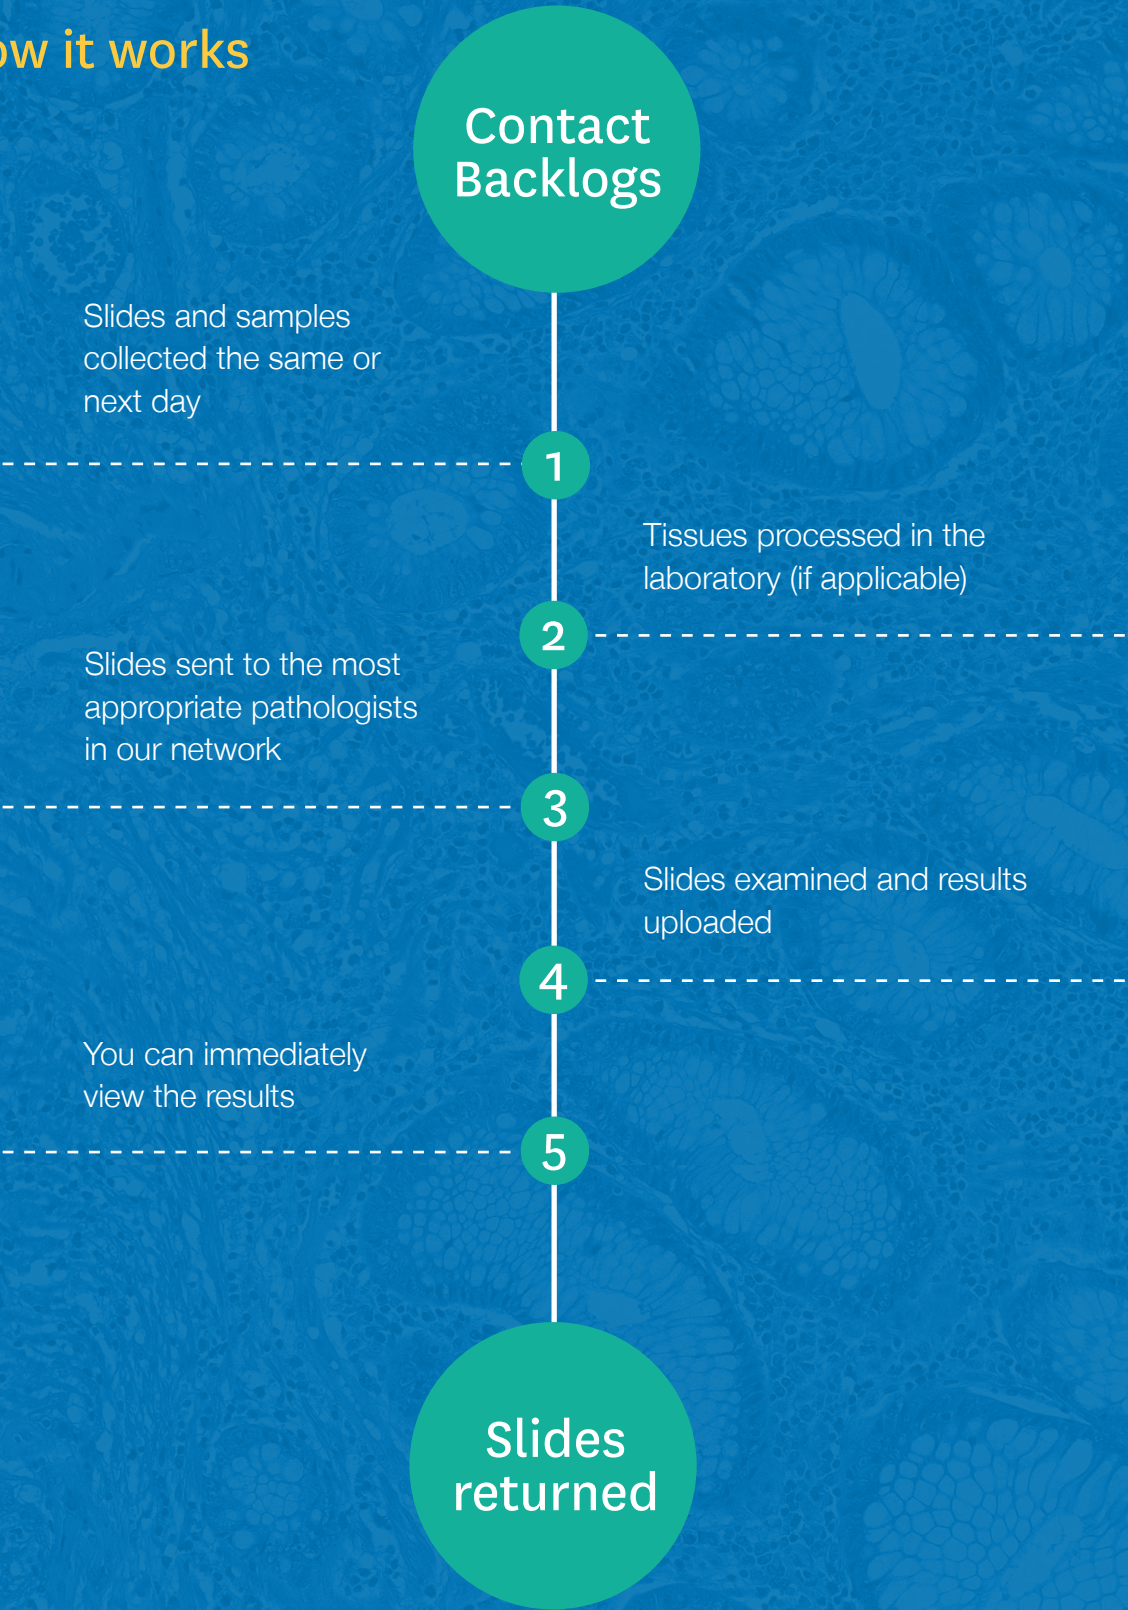 ow it works
Contact
Backlogs
Slides and samples
collected the same or
next day
1
Tissues processed in the
laboratory (if applicable)
2
Slides sent to the most
appropriate pathologists
in our network
3
Slides examined and results
uploaded
4
You can immediately
view the results
5
Slides
returned